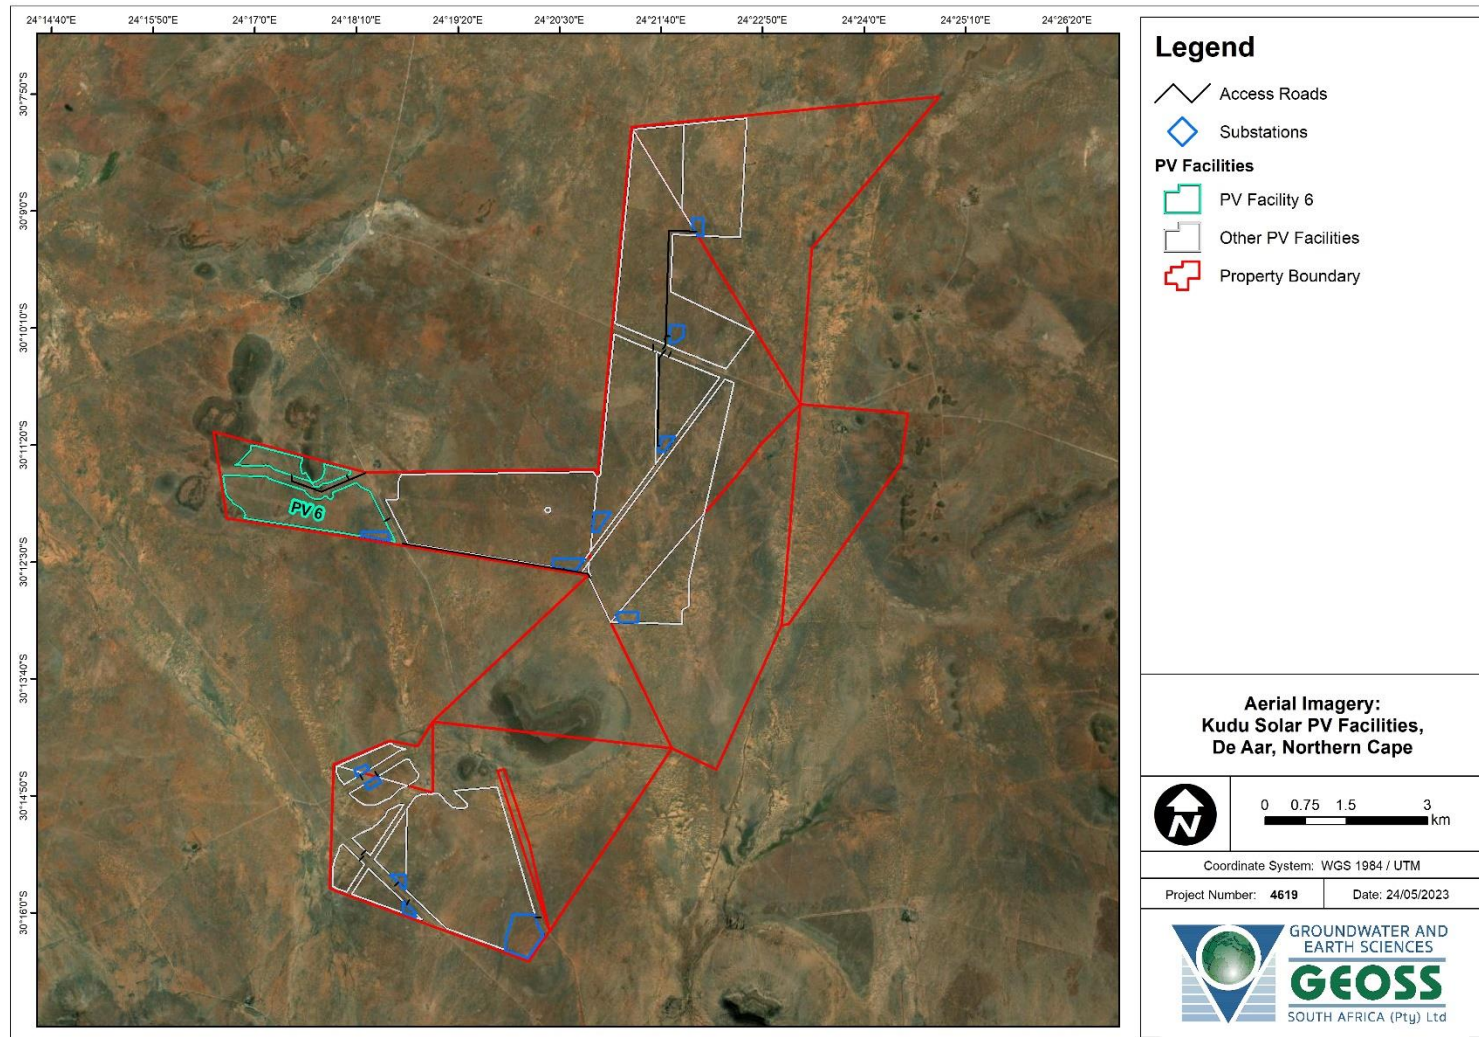 24°14'40"E 24°15'50"E 24°17'0"E 24°18'10"E 24°19'20"E 24°20'30"E 24°21'40"E 24°22'50"E 24°24'0"E 24°25'10"E 24°26'20"E
30°7'50"S
30°9'0"S
30°10'10"S
30°11'20"S
30°12'30"S
30°13'40"S
30°14'50"S
30°16'0"S
PV 6
Legend
Access Roads
Substations
PV Facilities
PV Facility 6
Other PV Facilities
Property Boundary
Aerial Imagery:
Kudu Solar PV Facilities,
De Aar, Northern Cape
N
0 0.75 1.5 3
km
Coordinate System: WGS 1984 / UTM
Project Number: 4619 Date: 24/05/2023
GROUNDWATER AND
EARTH SCIENCES
GEOSS
SOUTH AFRICA (Pty) Ltd